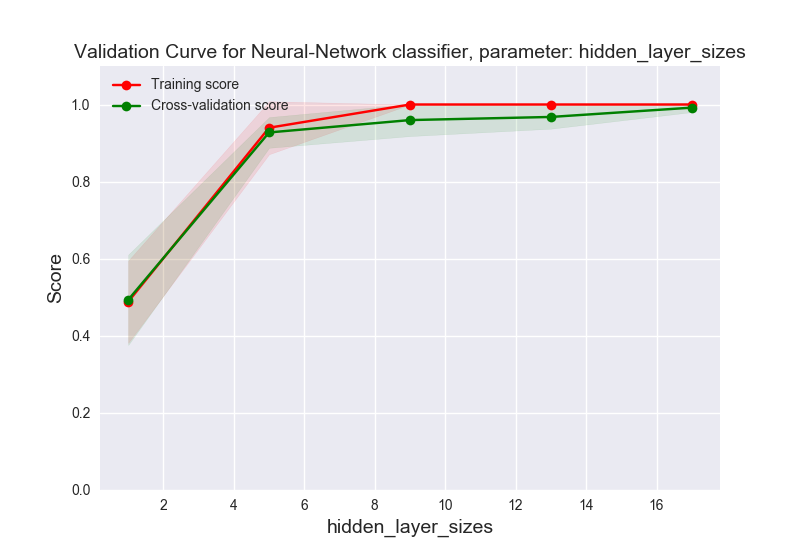 Validation Curve for Neural-Network classifier, parameter: hidden_layer_sizes
Training score
Cross-validation score
1.0
0.8
0.6
0.4
0.2
0.0
Score
2 4 6 8 10 12 14 16
hidden_layer_sizes